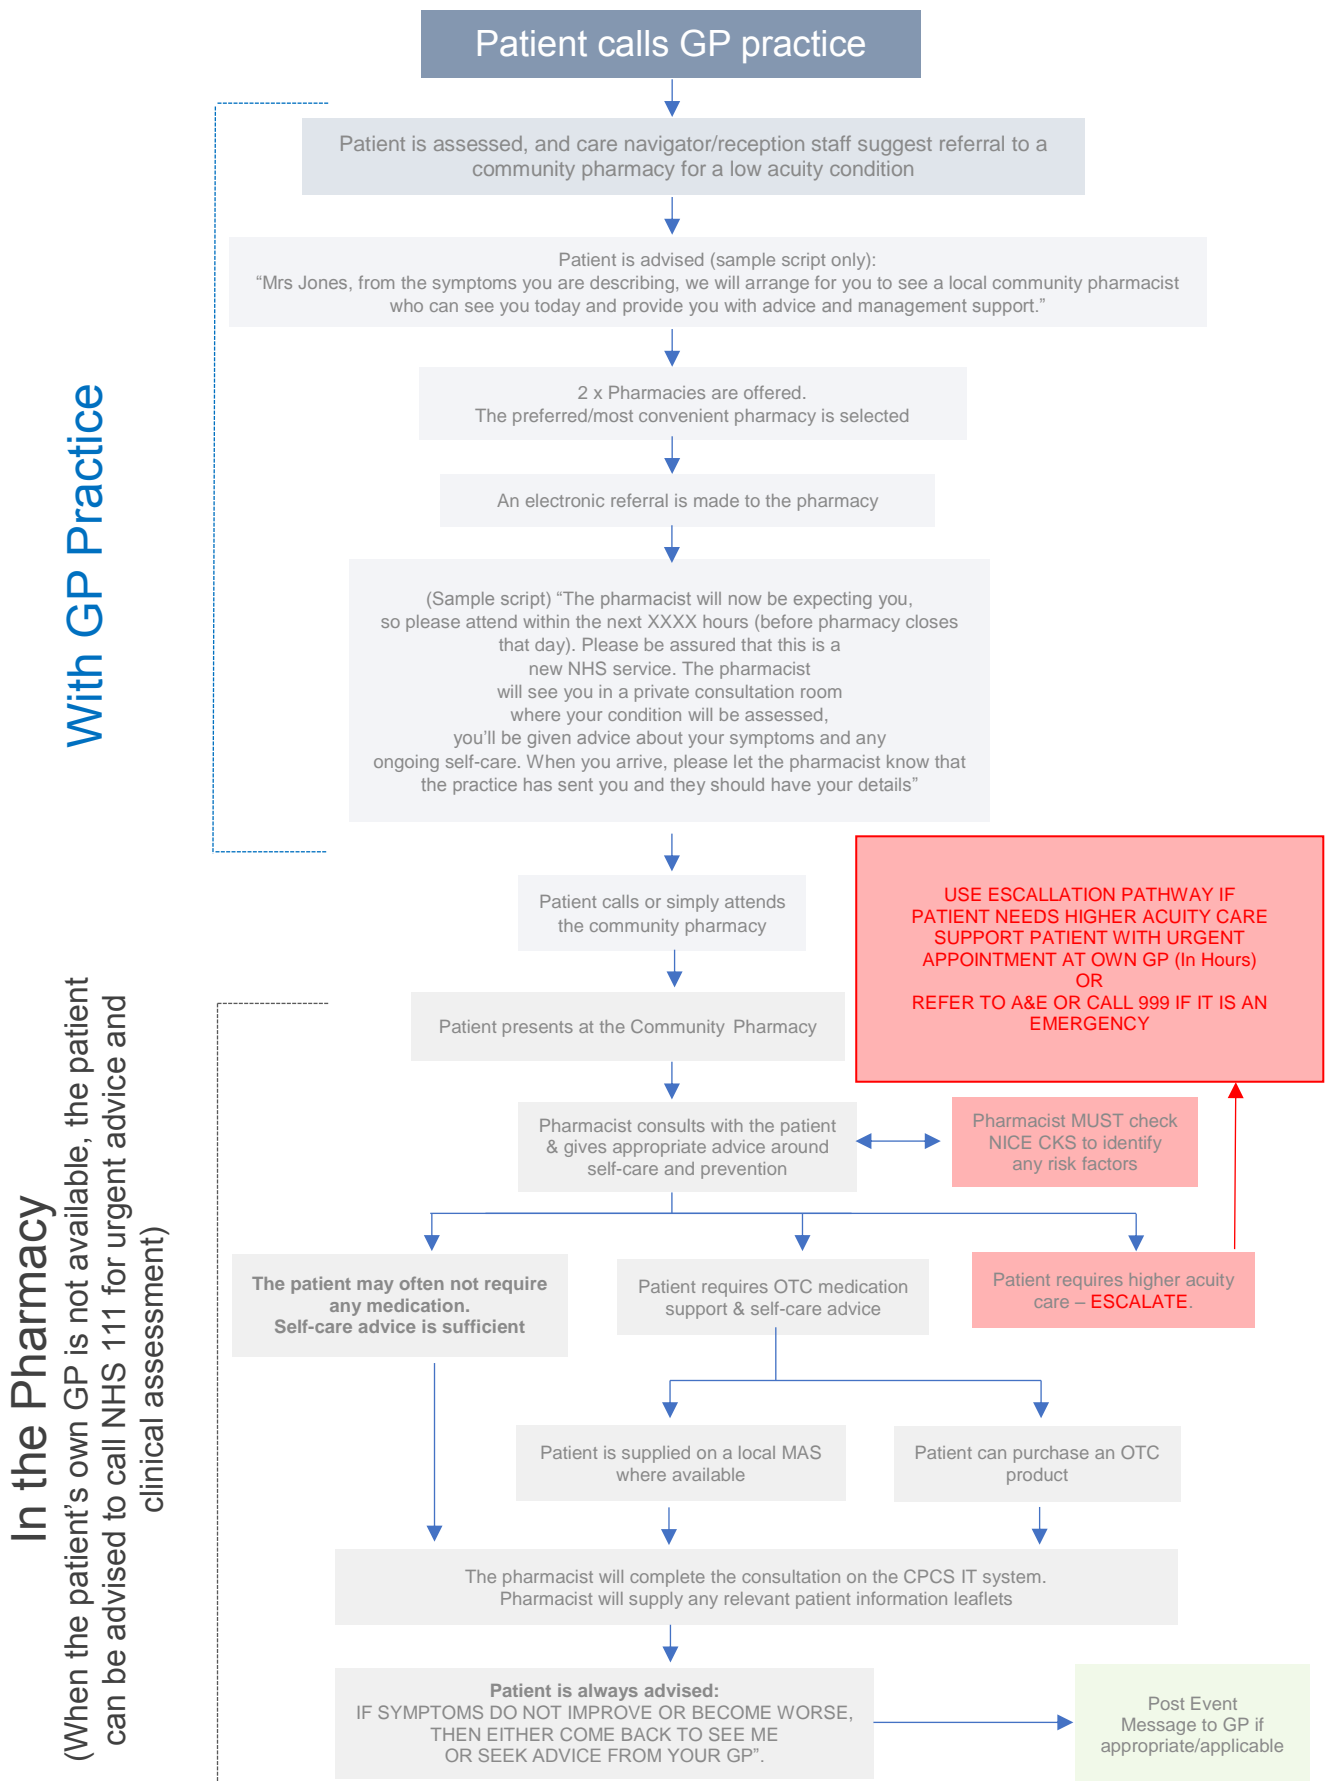 Patient calls GP practice
Patient is assessed, and care navigator/reception staff suggest referral to a
community pharmacy for a low acuity condition
Patient is advised (sample script only):
“Mrs Jones, from the symptoms you are describing, we will arrange for you to see a local community pharmacist
who can see you today and provide you with advice and management support.”
2 x Pharmacies are offered.
The preferred/most convenient pharmacy is selected
An electronic referral is made to the pharmacy
(Sample script) “The pharmacist will now be expecting you,
so please attend within the next XXXX hours (before pharmacy closes
that day). Please be assured that this is a
new NHS service. The pharmacist
will see you in a private consultation room
where your condition will be assessed,
you’ll be given advice about your symptoms and any
ongoing self-care. When you arrive, please let the pharmacist know that
the practice has sent you and they should have your details”
With GP Practice
Patient calls or simply attends
the community pharmacy
USE ESCALLATION PATHWAY IF
PATIENT NEEDS HIGHER ACUITY CARE
SUPPORT PATIENT WITH URGENT
APPOINTMENT AT OWN GP (In Hours)
OR
REFER TO A&E OR CALL 999 IF IT IS AN
EMERGENCY
In the Pharmacy
(When the patient’s own GP is not available, the patient
can be advised to call NHS 111 for urgent advice and
clinical assessment)
Patient presents at the Community Pharmacy
Pharmacist consults with the patient
& gives appropriate advice around
self-care and prevention
Pharmacist MUST check
NICE CKS to identify
any risk factors
The patient may often not require
any medication.
Self-care advice is sufficient
Patient requires OTC medication
support & self-care advice
Patient requires higher acuity
care – ESCALATE.
Patient is supplied on a local MAS
where available
Patient can purchase an OTC
product
The pharmacist will complete the consultation on the CPCS IT system.
Pharmacist will supply any relevant patient information leaflets
Patient is always advised:
IF SYMPTOMS DO NOT IMPROVE OR BECOME WORSE,
THEN EITHER COME BACK TO SEE ME
OR SEEK ADVICE FROM YOUR GP”.
Post Event
Message to GP if
appropriate/applicable